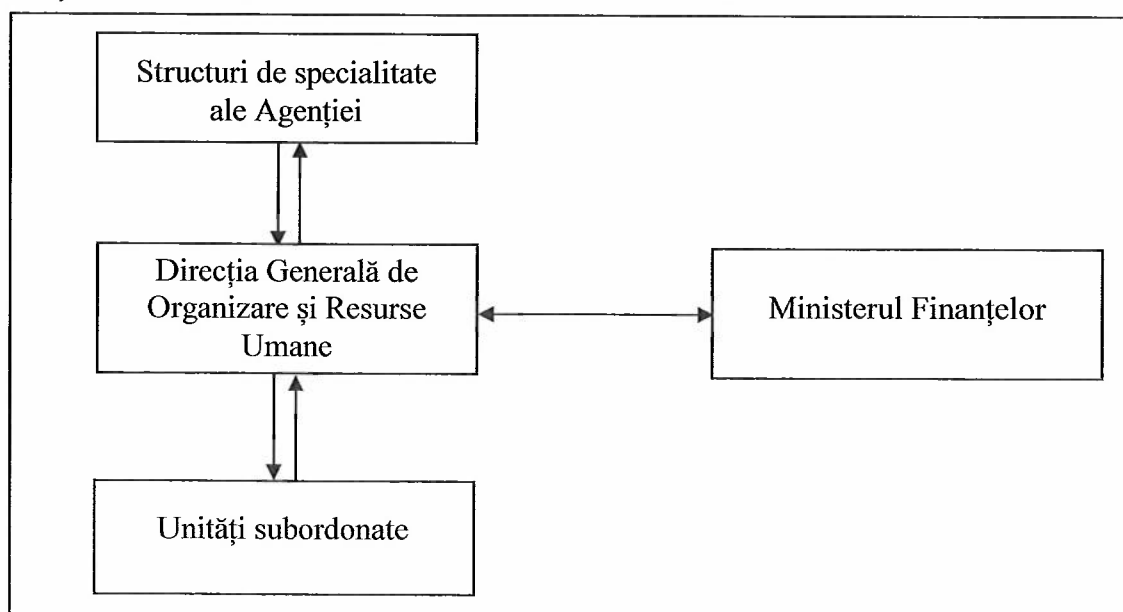 Structuri de specialitate
ale Agenției
Direcția Generală de
Organizare și Resurse
Umane
Ministerul Finanțelor
Unități subordonate